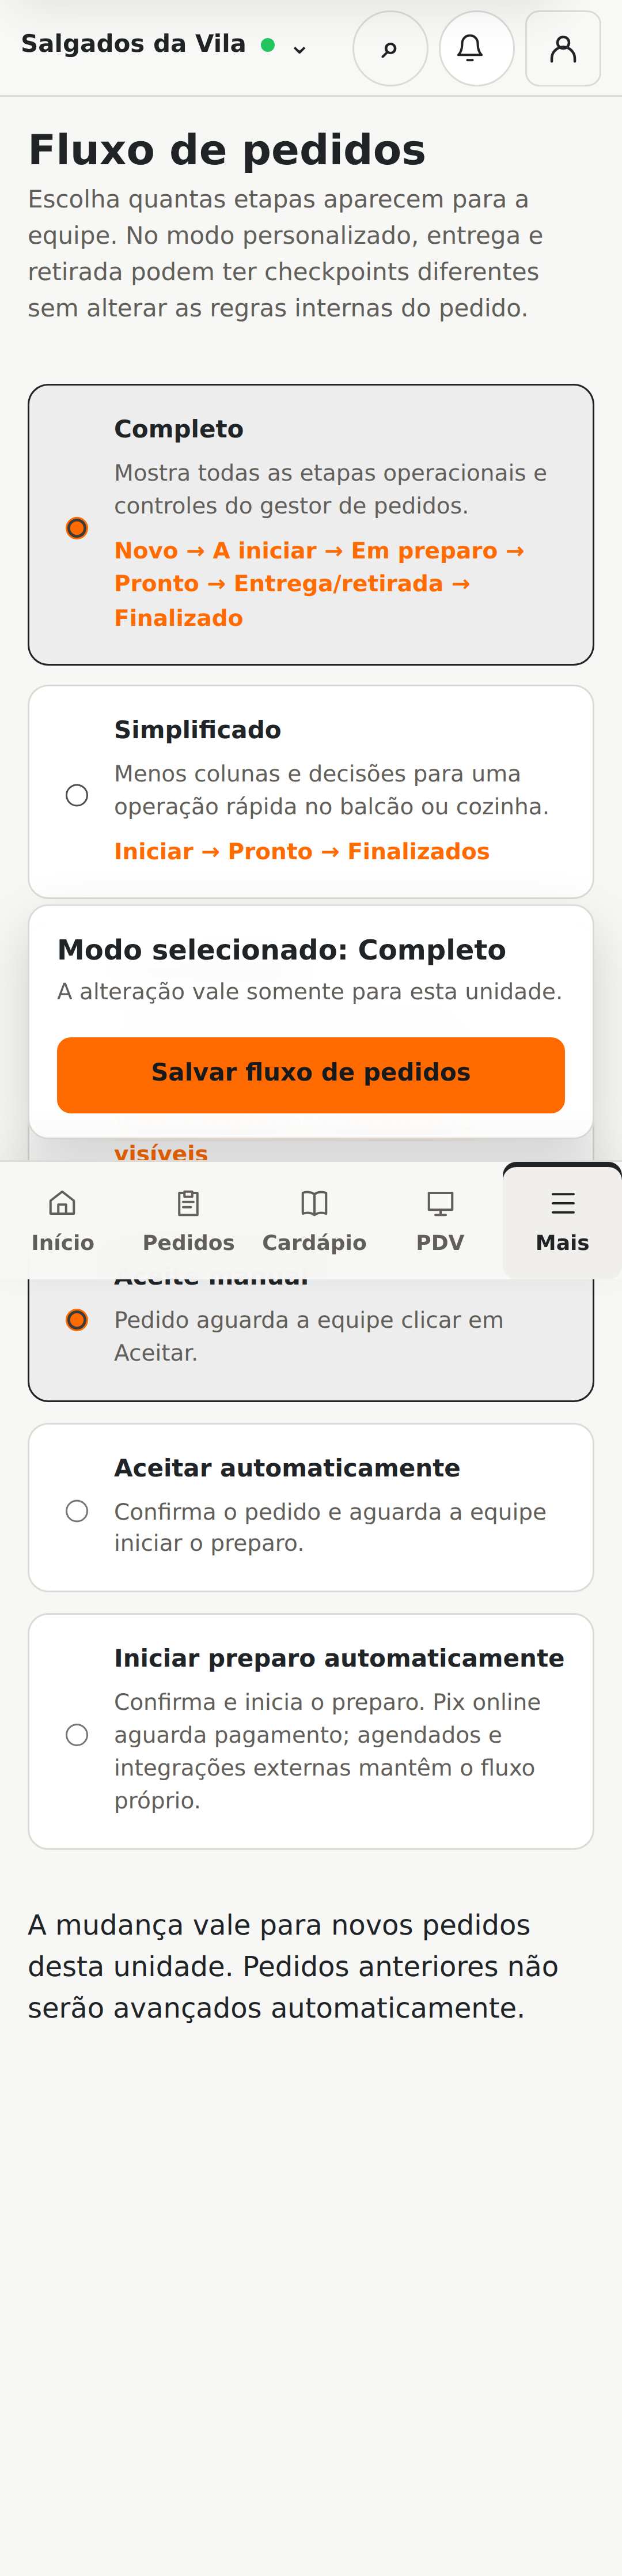 Salgados da Vila
Fluxo de pedidos
Escolha quantas etapas aparecem para a
equipe. No modo personalizado, entrega e
retirada podem ter checkpoints diferentes
sem alterar as regras internas do pedido.
Completo
Mostra todas as etapas operacionais e
controles do gestor de pedidos.
Novo → A iniciar → Em preparo →
Pronto → Entrega/retirada →
Finalizado
Simplificado
Menos colunas e decisões para uma
operação rápida no balcão ou cozinha.
Iniciar → Pronto → Finalizados
Modo selecionado: Completo
A alteração vale somente para esta unidade.
Salvar fluxo de pedidos
visíveis
Início Pedidos Cardápio PDV Mais
Aceite manual
Pedido aguarda a equipe clicar em
Aceitar.
Aceitar automaticamente
Confirma o pedido e aguarda a equipe
iniciar o preparo.
Iniciar preparo automaticamente
Confirma e inicia o preparo. Pix online
aguarda pagamento; agendados e
integrações externas mantêm o fluxo
próprio.
A mudança vale para novos pedidos
desta unidade. Pedidos anteriores não
serão avançados automaticamente.